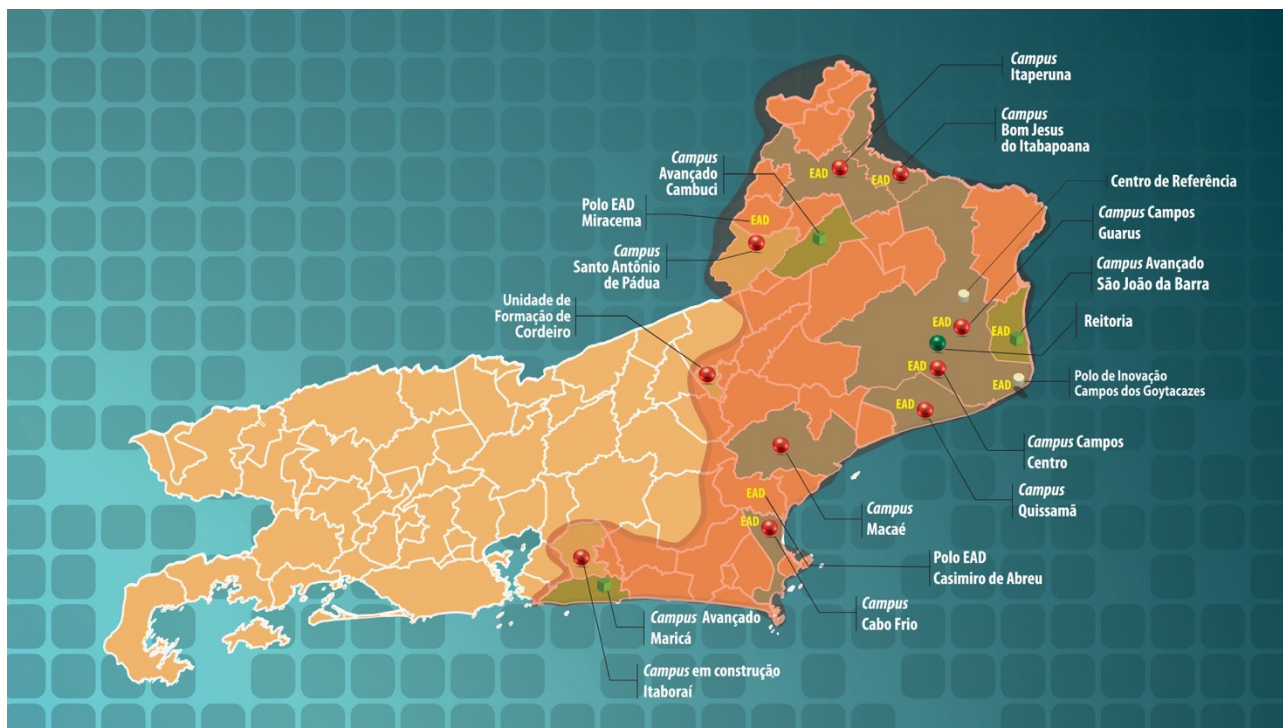 Campus
Itaperuna
Campus
Bom Jesus
do Itabapoana
Campus
Avançado
Cambuci
Centro de Referência
Polo EAD
Miracema
Campus Campos
Guarus
Campus
Santo Antônio
de Pádua
Campus Avançado
São João da Barra
Unidade de
Formação de
Cordeiro
Reitoria
Polo de Inovação
Campos dos Goytacazes
Campus Campos
Centro
Campus
Quissamã
Campus
Macaé
Polo EAD
Casimiro de Abreu
Campus
Cabo Frio
Campus Avançado
Maricá
Campus em construção
Itaboraí
EAD
EAD
EAD
EAD
EAD
EAD
EAD
EAD
EAD
EAD